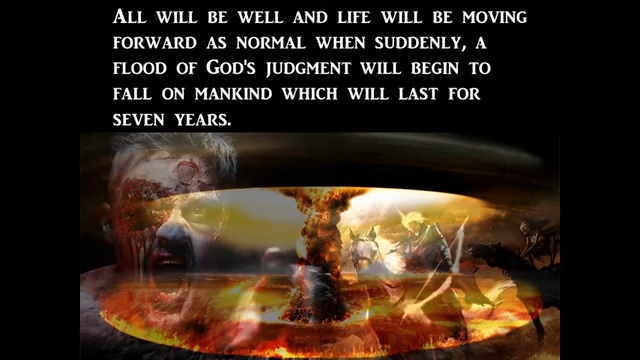 All will be well and life will be moving
forward as normal when suddenly, a
flood of God's judgment will begin to
fall on mankind which will last for
seven years.